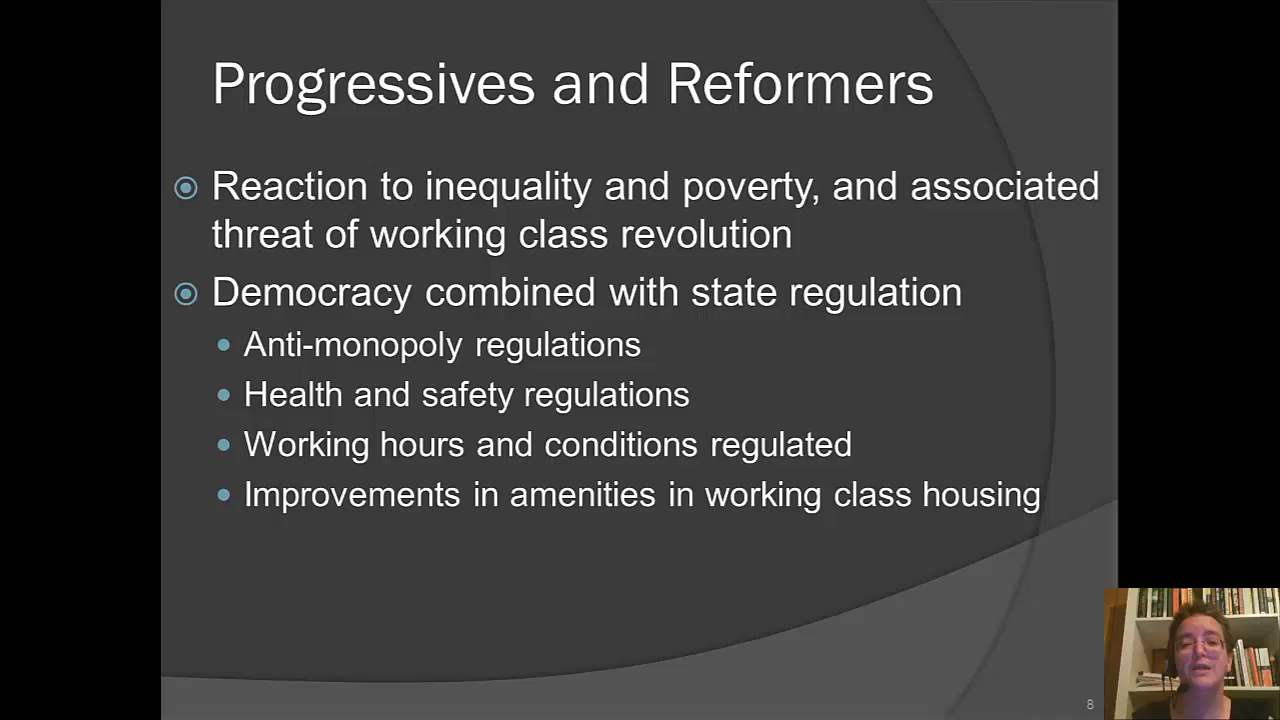 Progressives and Reformers
Reaction to inequality and poverty, and associated
threat of working class revolution
Democracy combined with state regulation
Anti-monopoly regulations
Health and safety regulations
Working hours and conditions regulated
Improvements in amenities in working class housing
8